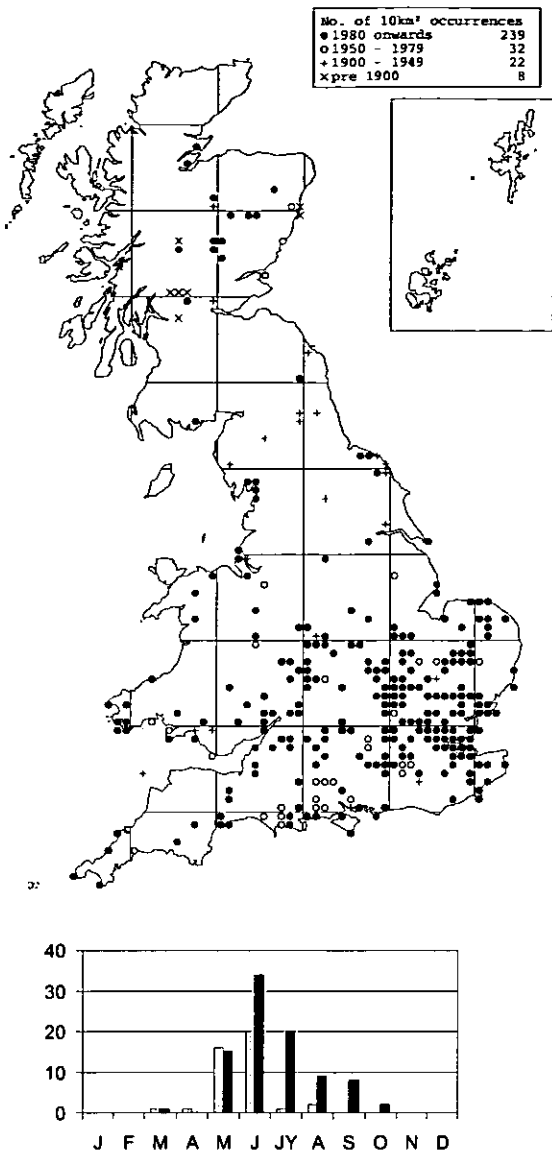 No. of 10km² occurrences
● 1980 onwards 239
○ 1950 - 1979 32
+ 1900 - 1949 22
× pre 1900 8
40
30
20
10
0
J F M A M J JY A S O N D